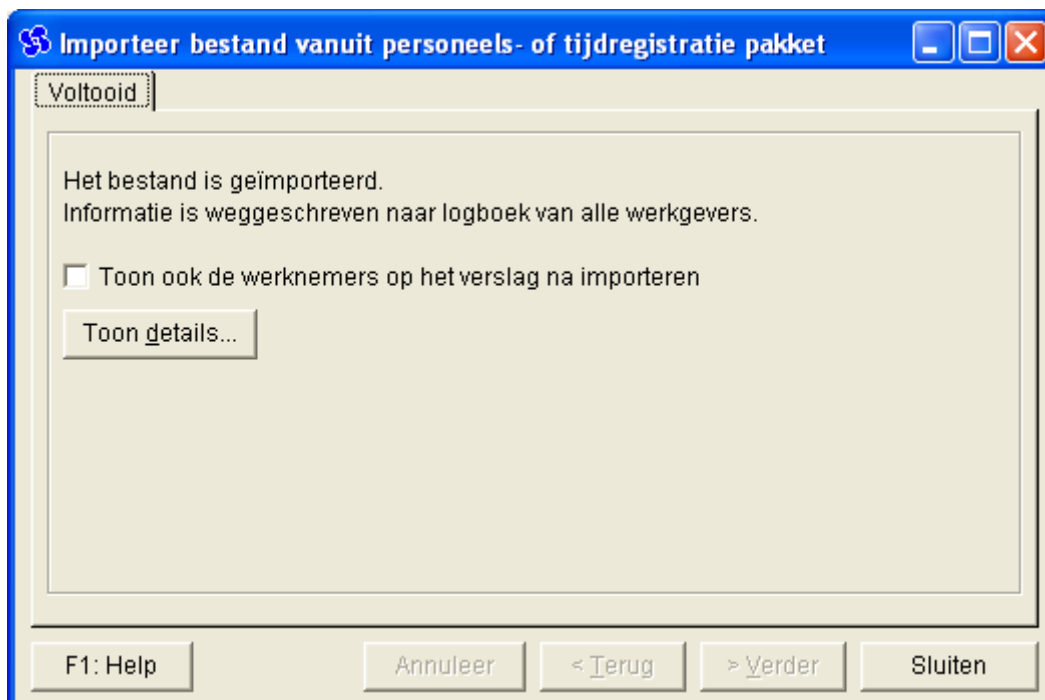 Importeer bestand vanuit personeels- of tijdregistratie pakket
Voltooid
Het bestand is geïmporteerd.
Informatie is weggeschreven naar logboek van alle werkgevers.
Toon ook de werknemers op het verslag na importeren
Toon details...
F1: Help Annuleer < Terug > Verder Sluiten